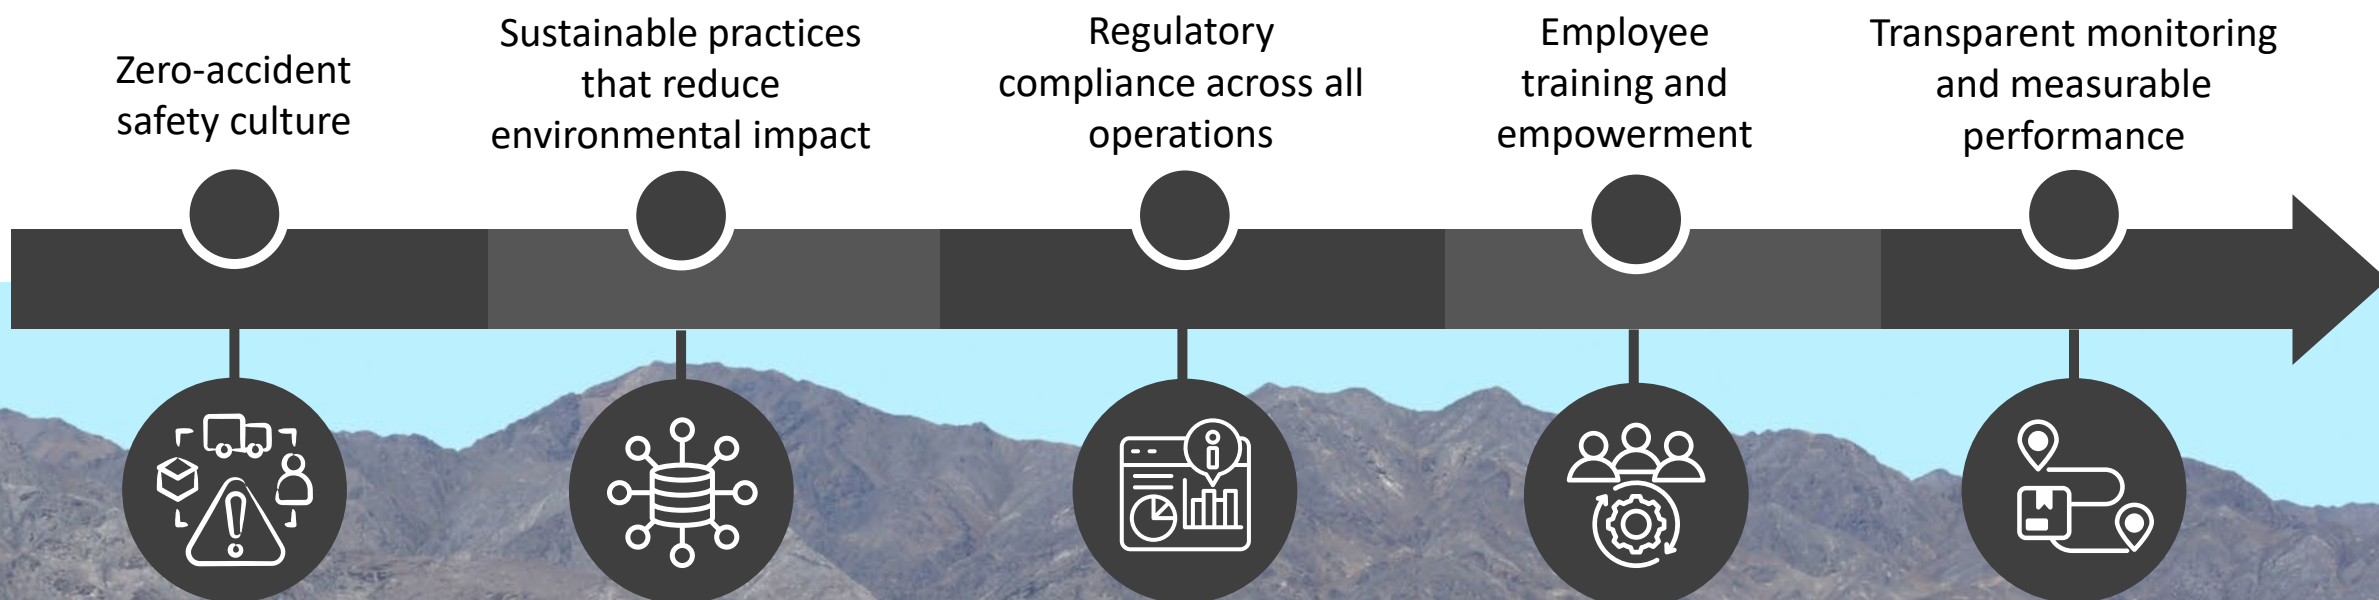 Zero-accident
safety culture
Sustainable practices
that reduce
environmental impact
Regulatory
compliance across all
operations
Employee
training and
empowerment
Transparent monitoring
and measurable
performance